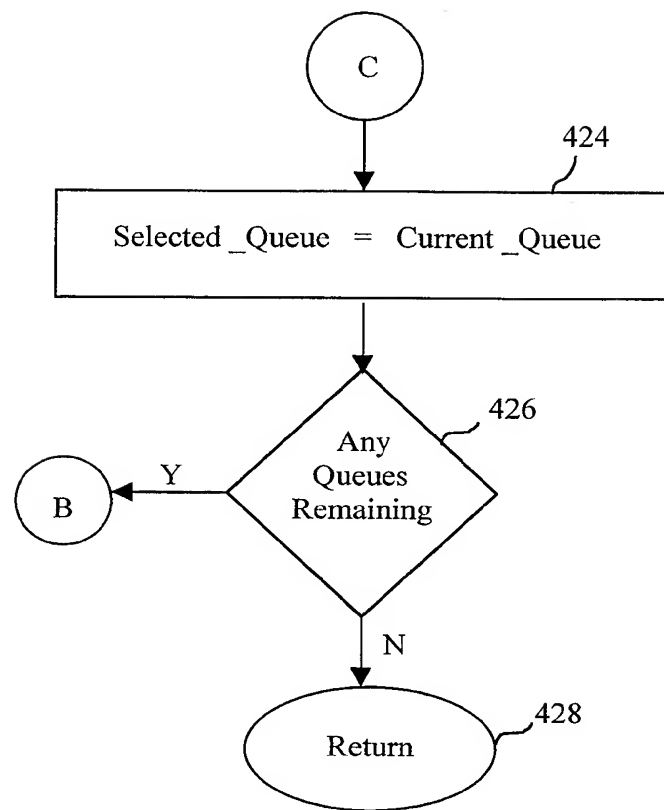 C
424
Selected _Queue = Current _Queue
426
Any
Queues
Remaining
Y
B
N
428
Return